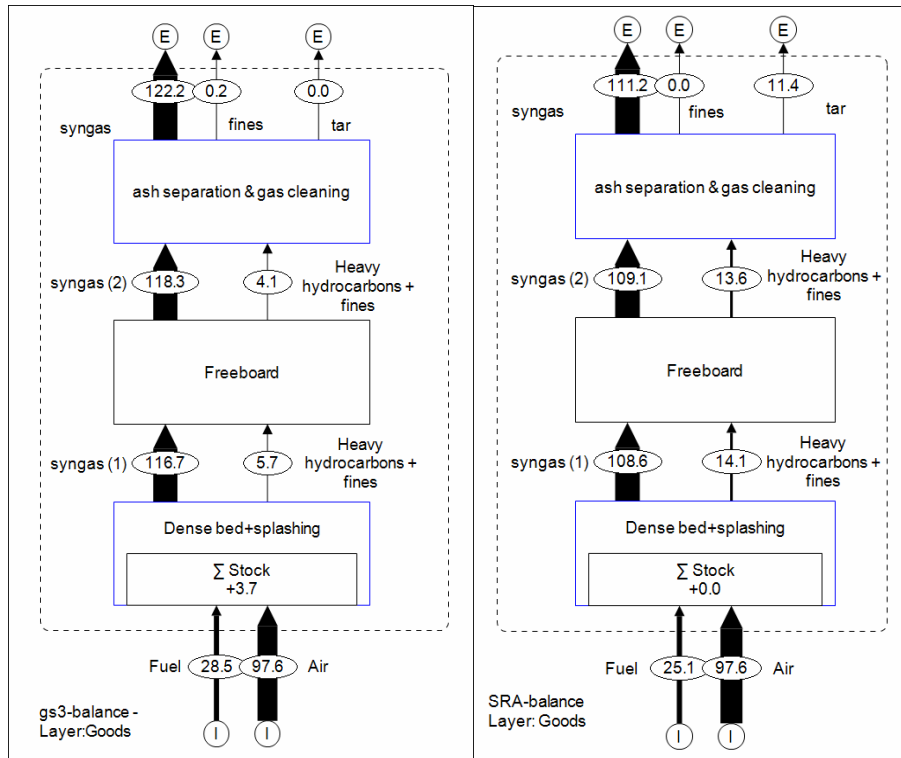 E E E
122.2 0.2 0.0
syngas fines tar
ash separation & gas cleaning
syngas (2) 118.3 4.1 Heavy
hydrocarbons +
fines
Freeboard
syngas (1) 116.7 5.7 Heavy
hydrocarbons +
fines
Dense bed+splashing
∑ Stock
+3.7
Fuel 28.5 97.6 Air
gs3-balance -
Layer:Goods
I I
E E E
111.2 0.0 11.4
syngas fines tar
ash separation & gas cleaning
syngas (2) 109.1 13.6 Heavy
hydrocarbons +
fines
Freeboard
syngas (1) 108.6 14.1 Heavy
hydrocarbons +
fines
Dense bed+splashing
∑ Stock
+0.0
Fuel 25.1 97.6 Air
SRA-balance
Layer: Goods
I I